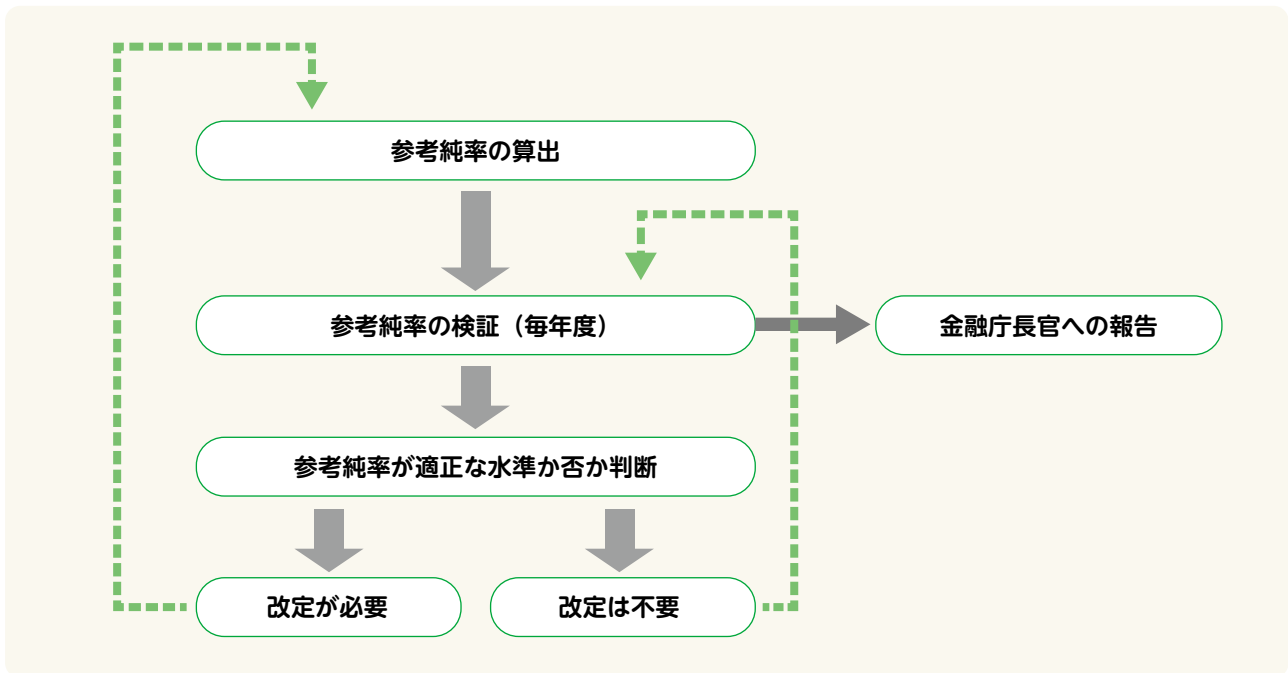 参考純率の算出
参考純率の検証（毎年度）
金融庁長官への報告
参考純率が適正な水準か否か判断
改定が必要
改定は不要